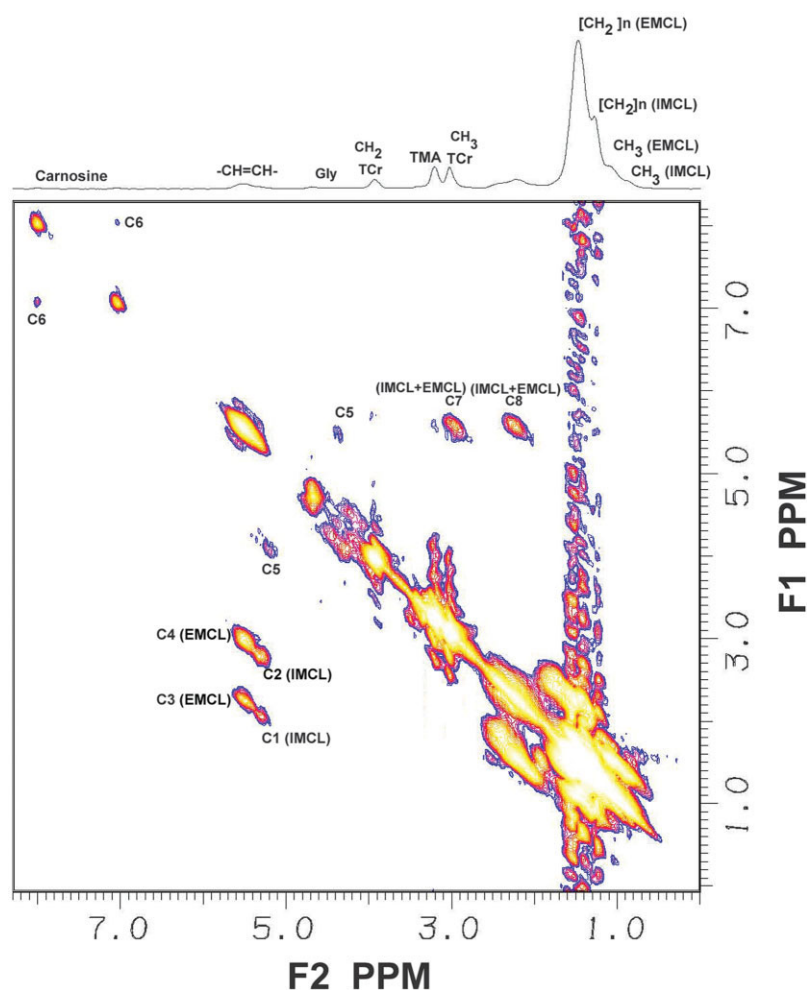 [CH2 ]n (EMCL)
[CH2]n (IMCL)
CH3 (EMCL)
CH3 (IMCL)
CH3
TCr
TMA
CH2
TCr
Gly
-CH=CH-
Carnosine
C6
C6
(IMCL+EMCL) (IMCL+EMCL)
C7 C8
C5
C5
C4 (EMCL)
C2 (IMCL)
C3 (EMCL)
C1 (IMCL)
7.0
5.0
3.0
1.0
F1 PPM
7.0 5.0 3.0 1.0
F2 PPM